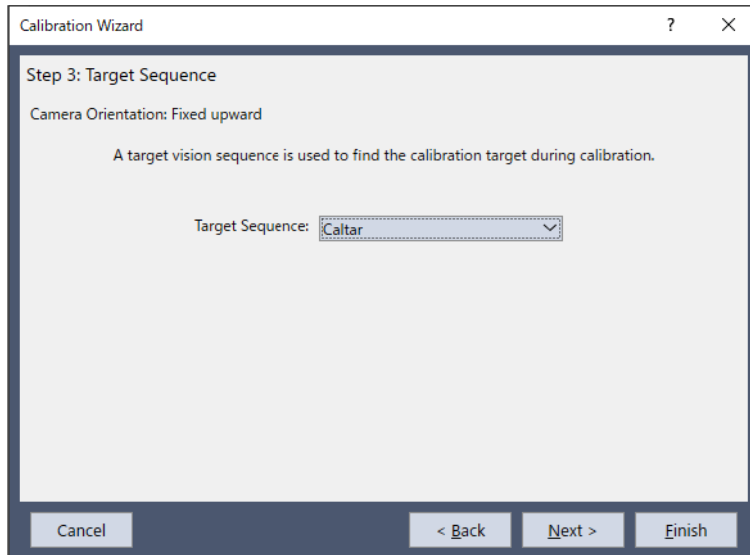 Calibration Wizard ? ×
Step 3: Target Sequence
Camera Orientation: Fixed upward
A target vision sequence is used to find the calibration target during calibration.
Target Sequence: Caltar
Cancel < Back Next > Finish